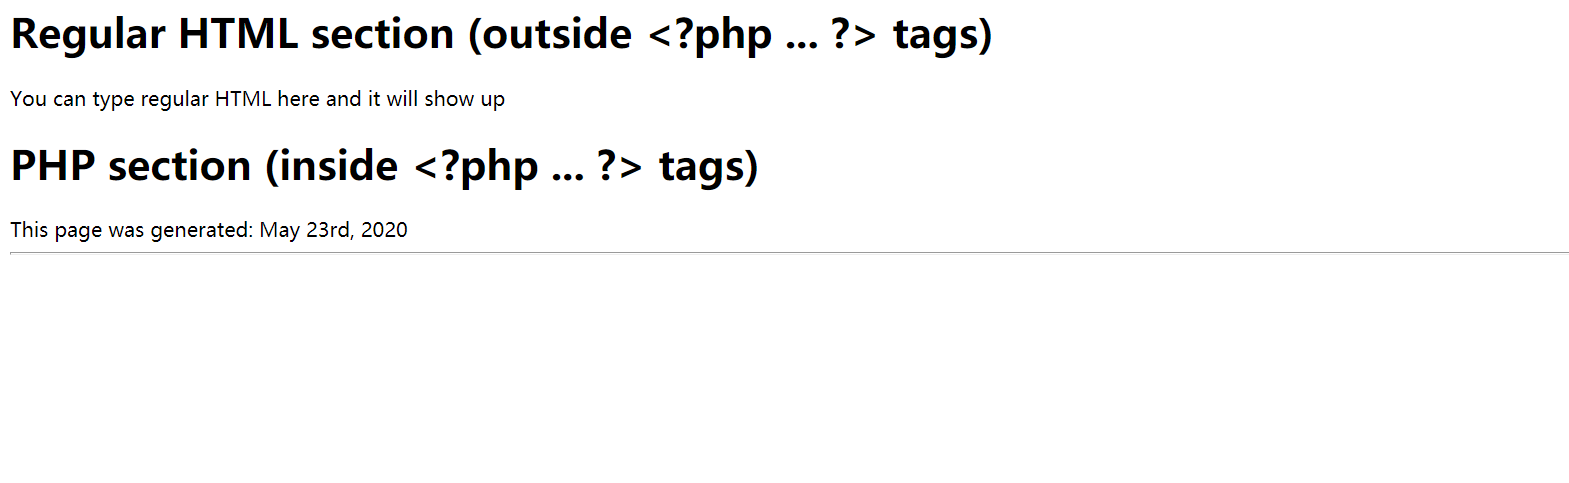 Regular HTML section (outside <?php ... ?> tags)
You can type regular HTML here and it will show up
PHP section (inside <?php ... ?> tags)
This page was generated: May 23rd, 2020